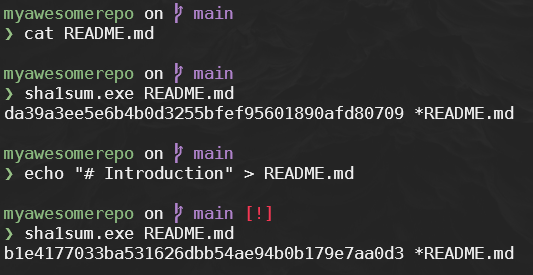 myawesomerepo on  main
❯ cat README.md
myawesomerepo on  main
❯ sha1sum.exe README.md
da39a3ee5e6b4b0d3255bfef95601890afd80709 *README.md
myawesomerepo on  main
❯ echo "# Introduction" > README.md
myawesomerepo on  main [!]
❯ sha1sum.exe README.md
b1e4177033ba531626dbb54ae94b0b179e7aa0d3 *README.md